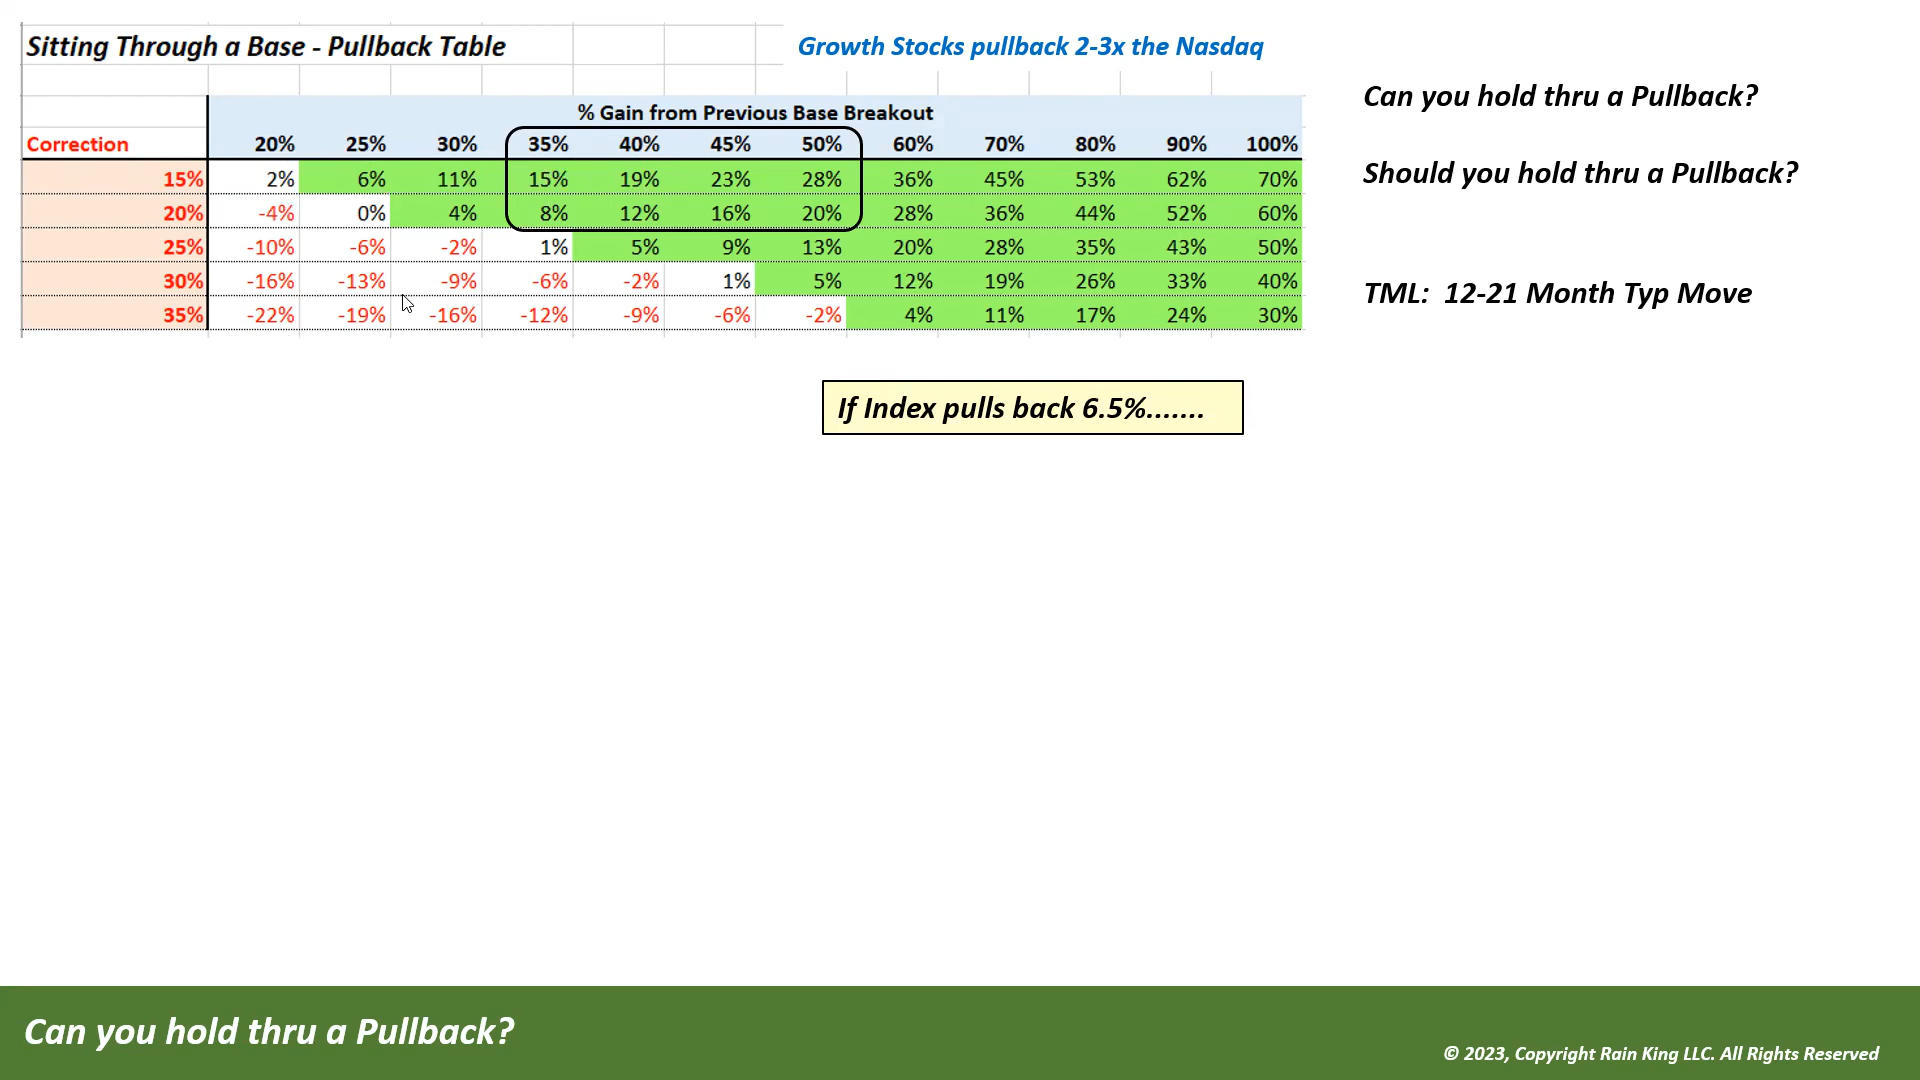 Sitting Through a Base - Pullback Table
Growth Stocks pullback 2-3x the Nasdaq
% Gain from Previous Base Breakout
Correction 20% 25% 30% 35% 40% 45% 50% 60% 70% 80% 90% 100%
15% 2% 6% 11% 15% 19% 23% 28% 36% 45% 53% 62% 70%
20% -4% 0% 4% 8% 12% 16% 20% 28% 36% 44% 52% 60%
25% -10% -6% -2% 1% 5% 9% 13% 20% 28% 35% 43% 50%
30% -16% -13% -9% -6% -2% 1% 5% 12% 19% 26% 33% 40%
35% -22% -19% -16% -12% -9% -6% -2% 4% 11% 17% 24% 30%
Can you hold thru a Pullback?
Should you hold thru a Pullback?
TML: 12-21 Month Typ Move
If Index pulls back 6.5%.......
Can you hold thru a Pullback?
© 2023, Copyright Rain King LLC. All Rights Reserved